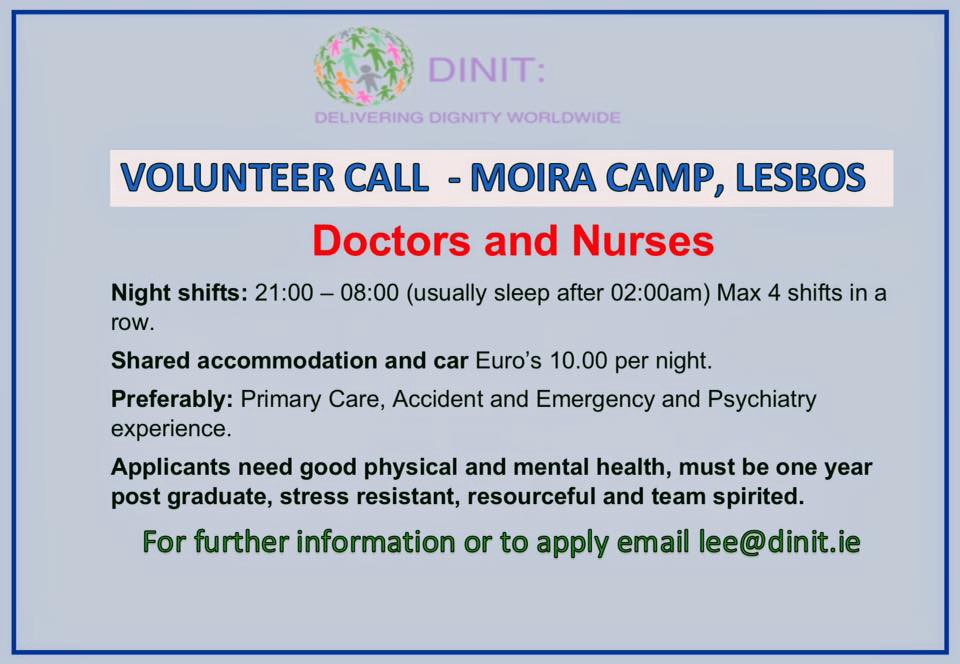 DINIT:
DELIVERING DIGNITY WORLDWIDE
VOLUNTEER CALL - MOIRA CAMP, LESBOS
Doctors and Nurses
Night shifts: 21:00 – 08:00 (usually sleep after 02:00am) Max 4 shifts in a
row.
Shared accommodation and car Euro's 10.00 per night.
Preferably: Primary Care, Accident and Emergency and Psychiatry
experience.
Applicants need good physical and mental health, must be one year
post graduate, stress resistant, resourceful and team spirited.
For further information or to apply email lee@dinit.ie